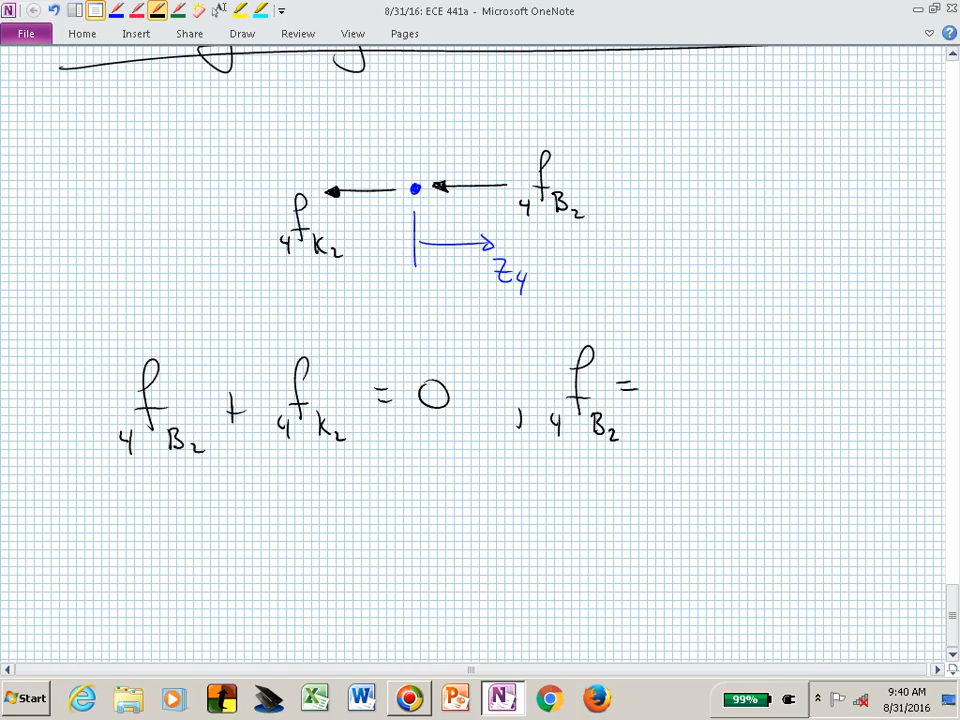 8/31/16: ECE 441a - Microsoft OneNote
File Home Insert Share Draw Review View Pages
4fK2 4fB2
z4
4fB2 + 4fK2 = 0 , 4fB2 =
Start 99% 9:40 AM
8/31/2016